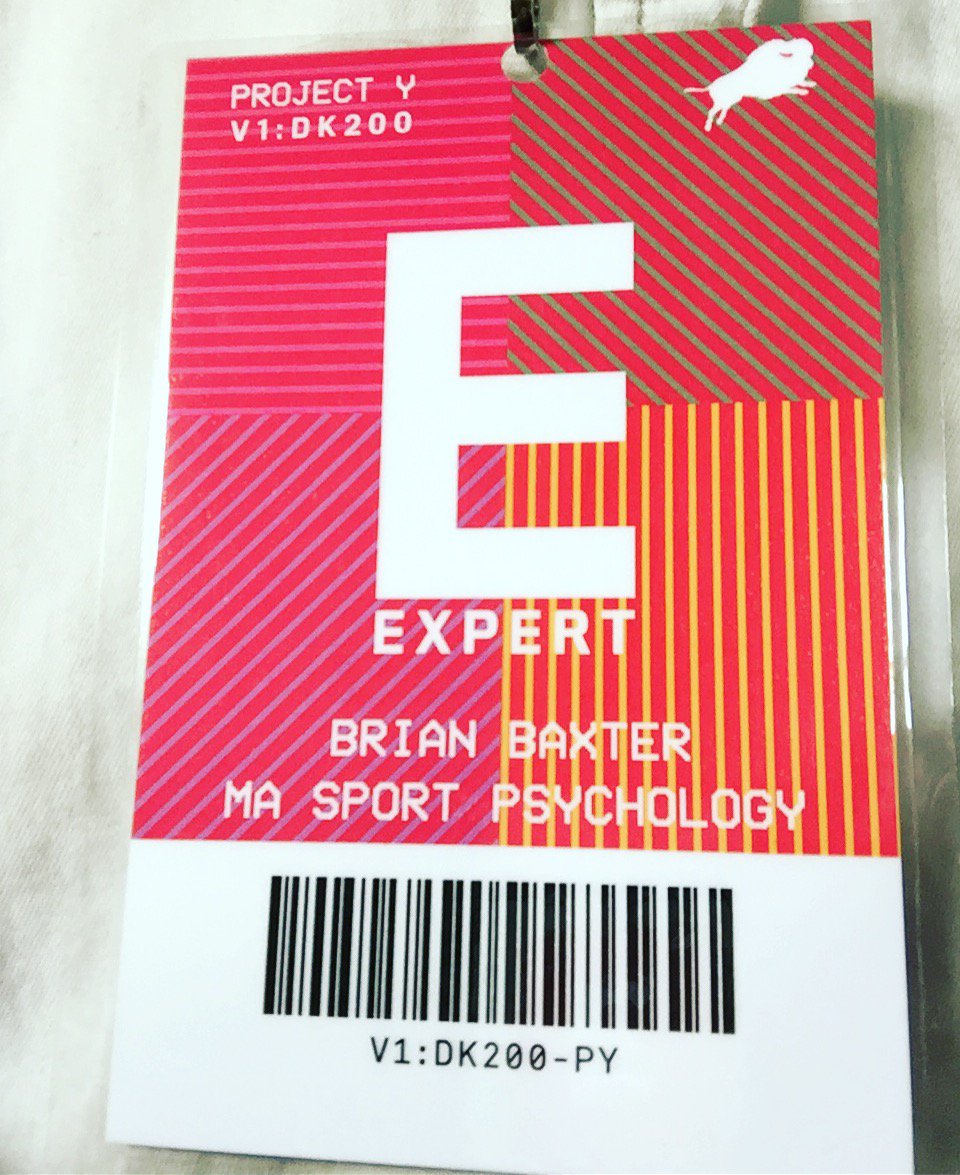 PROJECT Y
V1:DK200
E
EXPERT
BRIAN BAXTER
MA SPORT PSYCHOLOGY
V1:DK200-PY